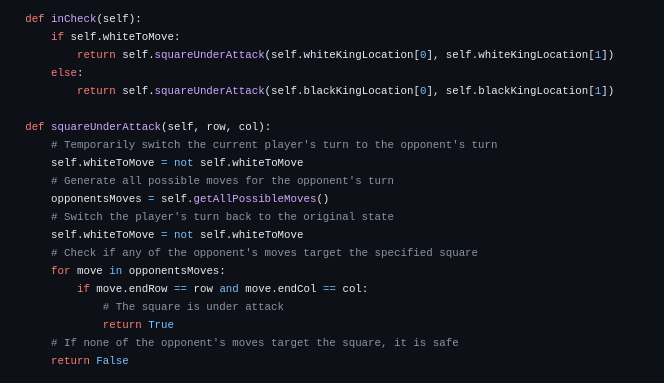 def inCheck(self):
    if self.whiteToMove:
        return self.squareUnderAttack(self.whiteKingLocation[0], self.whiteKingLocation[1])
    else:
        return self.squareUnderAttack(self.blackKingLocation[0], self.blackKingLocation[1])

def squareUnderAttack(self, row, col):
    # Temporarily switch the current player's turn to the opponent's turn
    self.whiteToMove = not self.whiteToMove
    # Generate all possible moves for the opponent's turn
    opponentsMoves = self.getAllPossibleMoves()
    # Switch the player's turn back to the original state
    self.whiteToMove = not self.whiteToMove
    # Check if any of the opponent's moves target the specified square
    for move in opponentsMoves:
        if move.endRow == row and move.endCol == col:
            # The square is under attack
            return True
    # If none of the opponent's moves target the square, it is safe
    return False